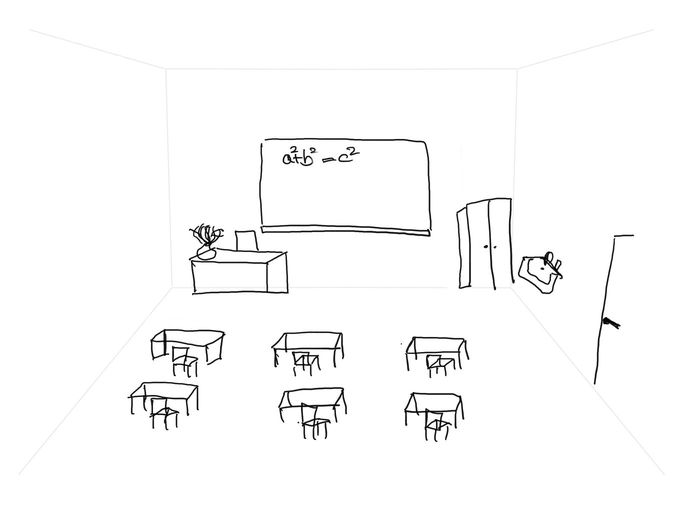 a²+b² = c²